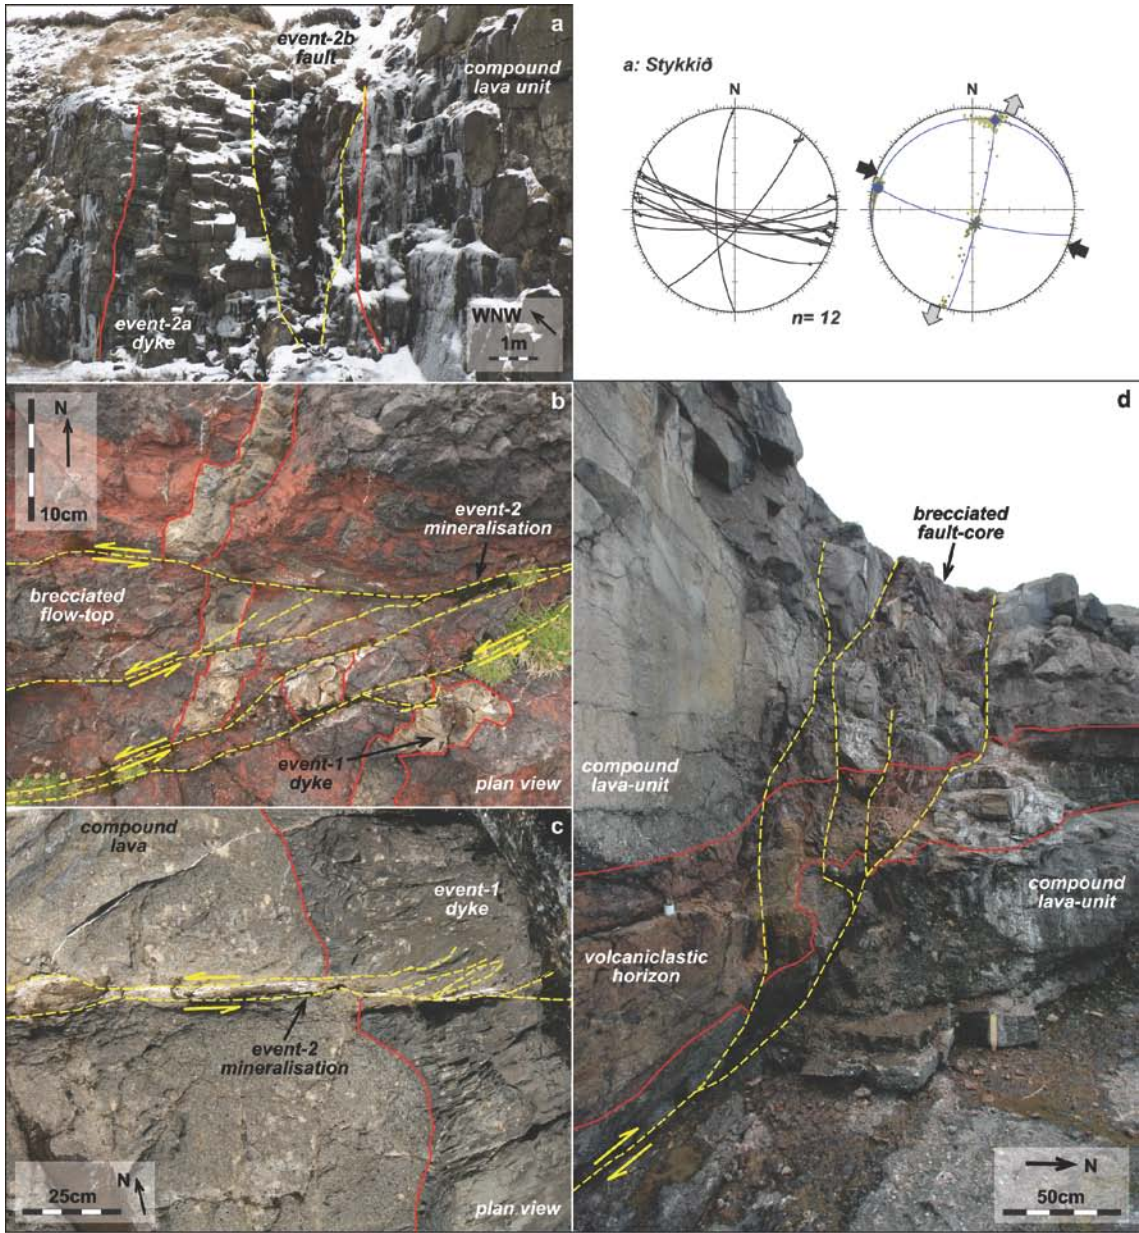 a
event-2b
fault
compound
lava unit
event-2a
dyke
WNW
1m
a: Stykkið
N
N
n= 12
b
N
10cm
event-2
mineralisation
brecciated
flow-top
event-1
dyke
plan view
c
compound
lava
event-1
dyke
event-2
mineralisation
25cm
N
plan view
d
brecciated
fault-core
compound
lava-unit
compound
lava-unit
volcaniclastic
horizon
N
50cm